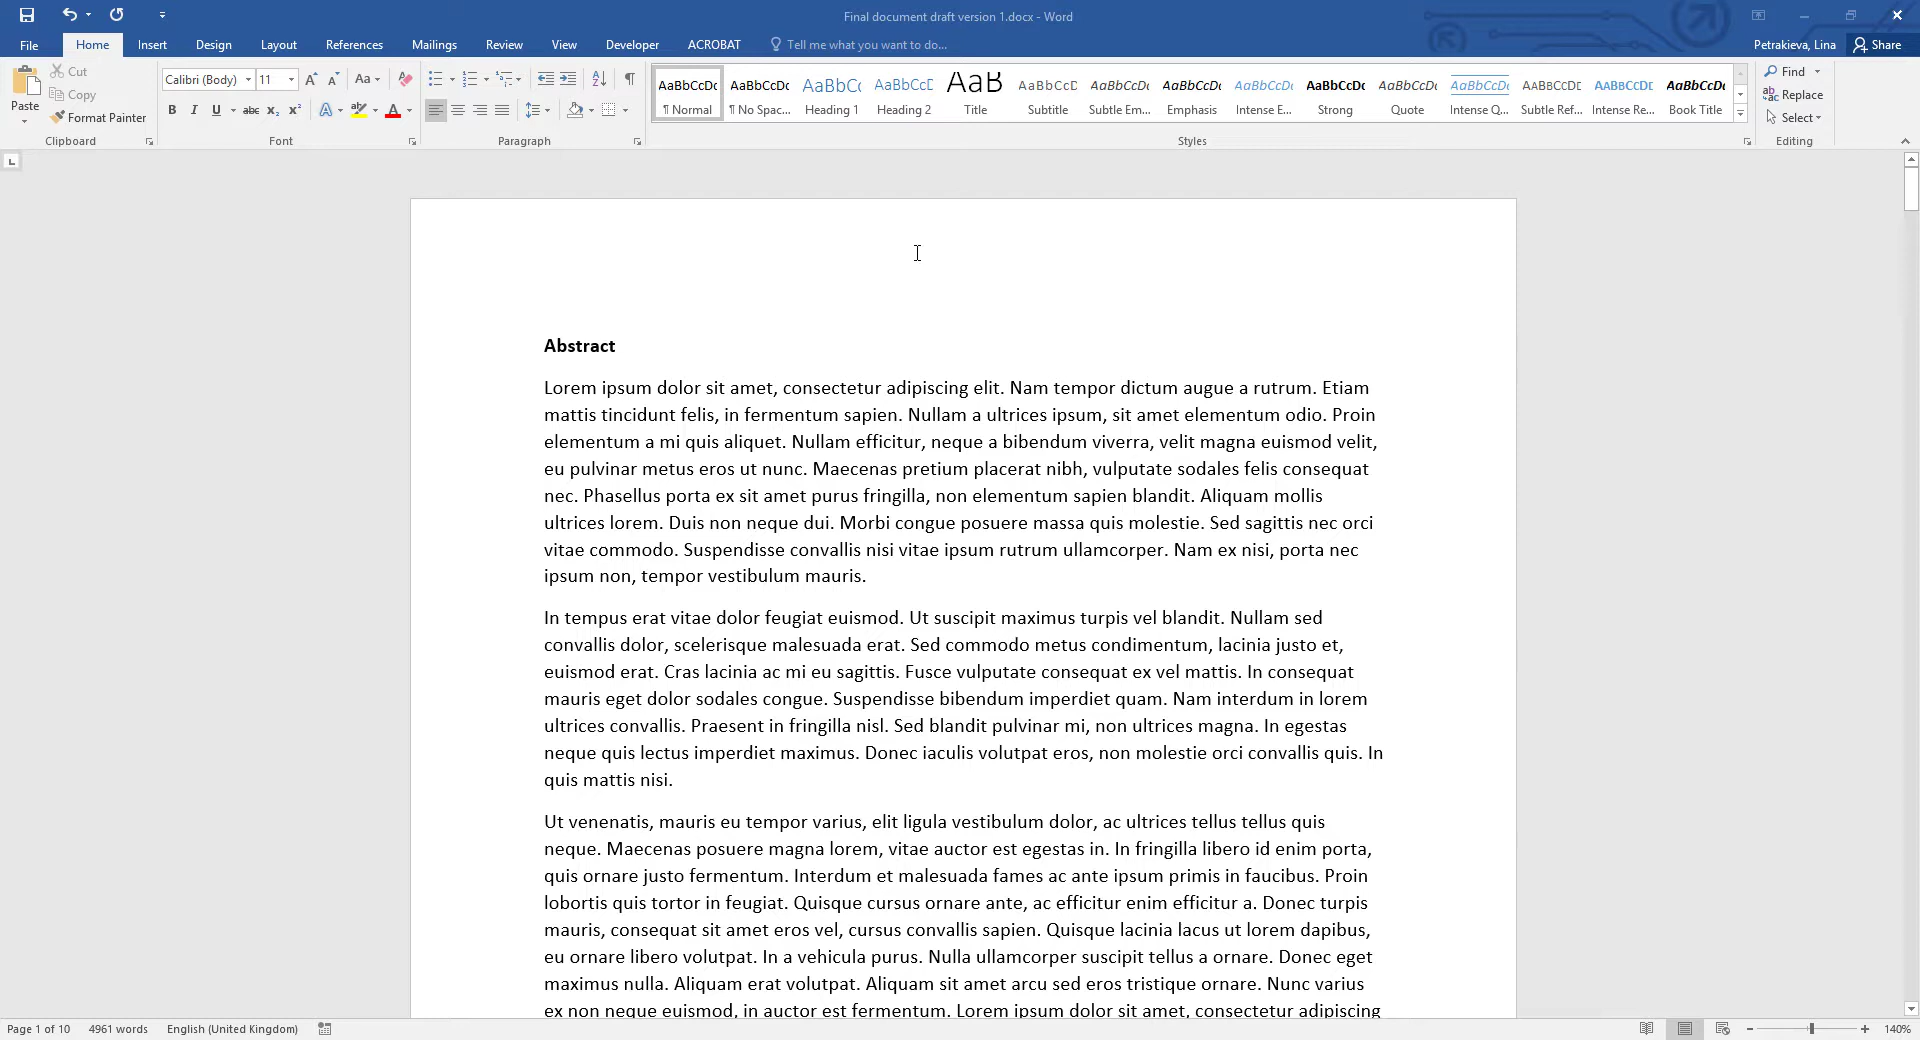 Final document draft version 1.docx - Word
File Home Insert Design Layout References Mailings Review View Developer ACROBAT Tell me what you want to do... Petrakieva, Lina Share
Paste
Cut
Copy
Format Painter
Clipboard
Calibri (Body) 11
Font
Paragraph
AaBbCcDc AaBbCcDc AaBbCc AaBbCcD AaB AaBbCcD AaBbCcDc AaBbCcDc AaBbCcDc AaBbCcDc AaBbCcDc AaBbCcDc AABBCCDC AABBCCDC AaBbCcDc
¶ Normal ¶ No Spac... Heading 1 Heading 2 Title Subtitle Subtle Em... Emphasis Intense E... Strong Quote Intense Q... Subtle Ref... Intense Re... Book Title
Styles
Find
Replace
Select
Editing
Abstract
Lorem ipsum dolor sit amet, consectetur adipiscing elit. Nam tempor dictum augue a rutrum. Etiam
mattis tincidunt felis, in fermentum sapien. Nullam a ultrices ipsum, sit amet elementum odio. Proin
elementum a mi quis aliquet. Nullam efficitur, neque a bibendum viverra, velit magna euismod velit,
eu pulvinar metus eros ut nunc. Maecenas pretium placerat nibh, vulputate sodales felis consequat
nec. Phasellus porta ex sit amet purus fringilla, non elementum sapien blandit. Aliquam mollis
ultrices lorem. Duis non neque dui. Morbi congue posuere massa quis molestie. Sed sagittis nec orci
vitae commodo. Suspendisse convallis nisi vitae ipsum rutrum ullamcorper. Nam ex nisi, porta nec
ipsum non, tempor vestibulum mauris.
In tempus erat vitae dolor feugiat euismod. Ut suscipit maximus turpis vel blandit. Nullam sed
convallis dolor, scelerisque malesuada erat. Sed commodo metus condimentum, lacinia justo et,
euismod erat. Cras lacinia ac mi eu sagittis. Fusce vulputate consequat ex vel mattis. In consequat
mauris eget dolor sodales congue. Suspendisse bibendum imperdiet quam. Nam interdum in lorem
ultrices convallis. Praesent in fringilla nisl. Sed blandit pulvinar mi, non ultrices magna. In egestas
neque quis lectus imperdiet maximus. Donec iaculis volutpat eros, non molestie orci convallis quis. In
quis mattis nisi.
Ut venenatis, mauris eu tempor varius, elit ligula vestibulum dolor, ac ultrices tellus tellus quis
neque. Maecenas posuere magna lorem, vitae auctor est egestas in. In fringilla libero id enim porta,
quis ornare justo fermentum. Interdum et malesuada fames ac ante ipsum primis in faucibus. Proin
lobortis quis tortor in feugiat. Quisque cursus ornare ante, ac efficitur enim efficitur a. Donec turpis
mauris, consequat sit amet eros vel, cursus convallis sapien. Quisque lacinia lacus ut lorem dapibus,
eu ornare libero volutpat. In a vehicula purus. Nulla ullamcorper suscipit tellus a ornare. Donec eget
maximus nulla. Aliquam erat volutpat. Aliquam sit amet arcu sed eros tristique ornare. Nunc varius
ex non neque euismod, in auctor est fermentum. Lorem ipsum dolor sit amet, consectetur adipiscing
Page 1 of 10 4961 words English (United Kingdom) 140%